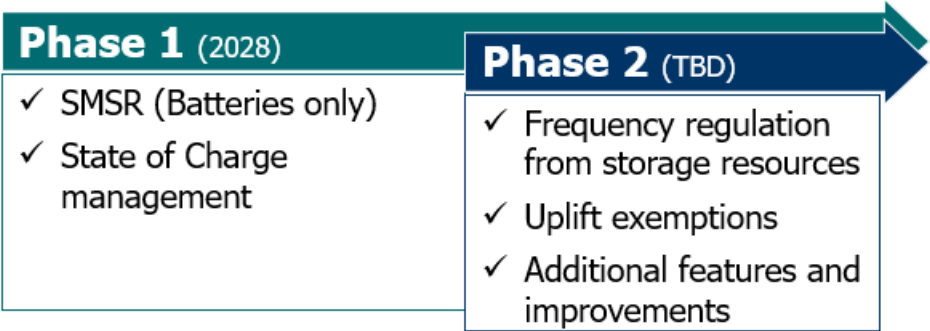 Phase 1 (2028)
✓ SMSR (Batteries only)
✓ State of Charge
management
Phase 2 (TBD)
✓ Frequency regulation
from storage resources
✓ Uplift exemptions
✓ Additional features and
improvements